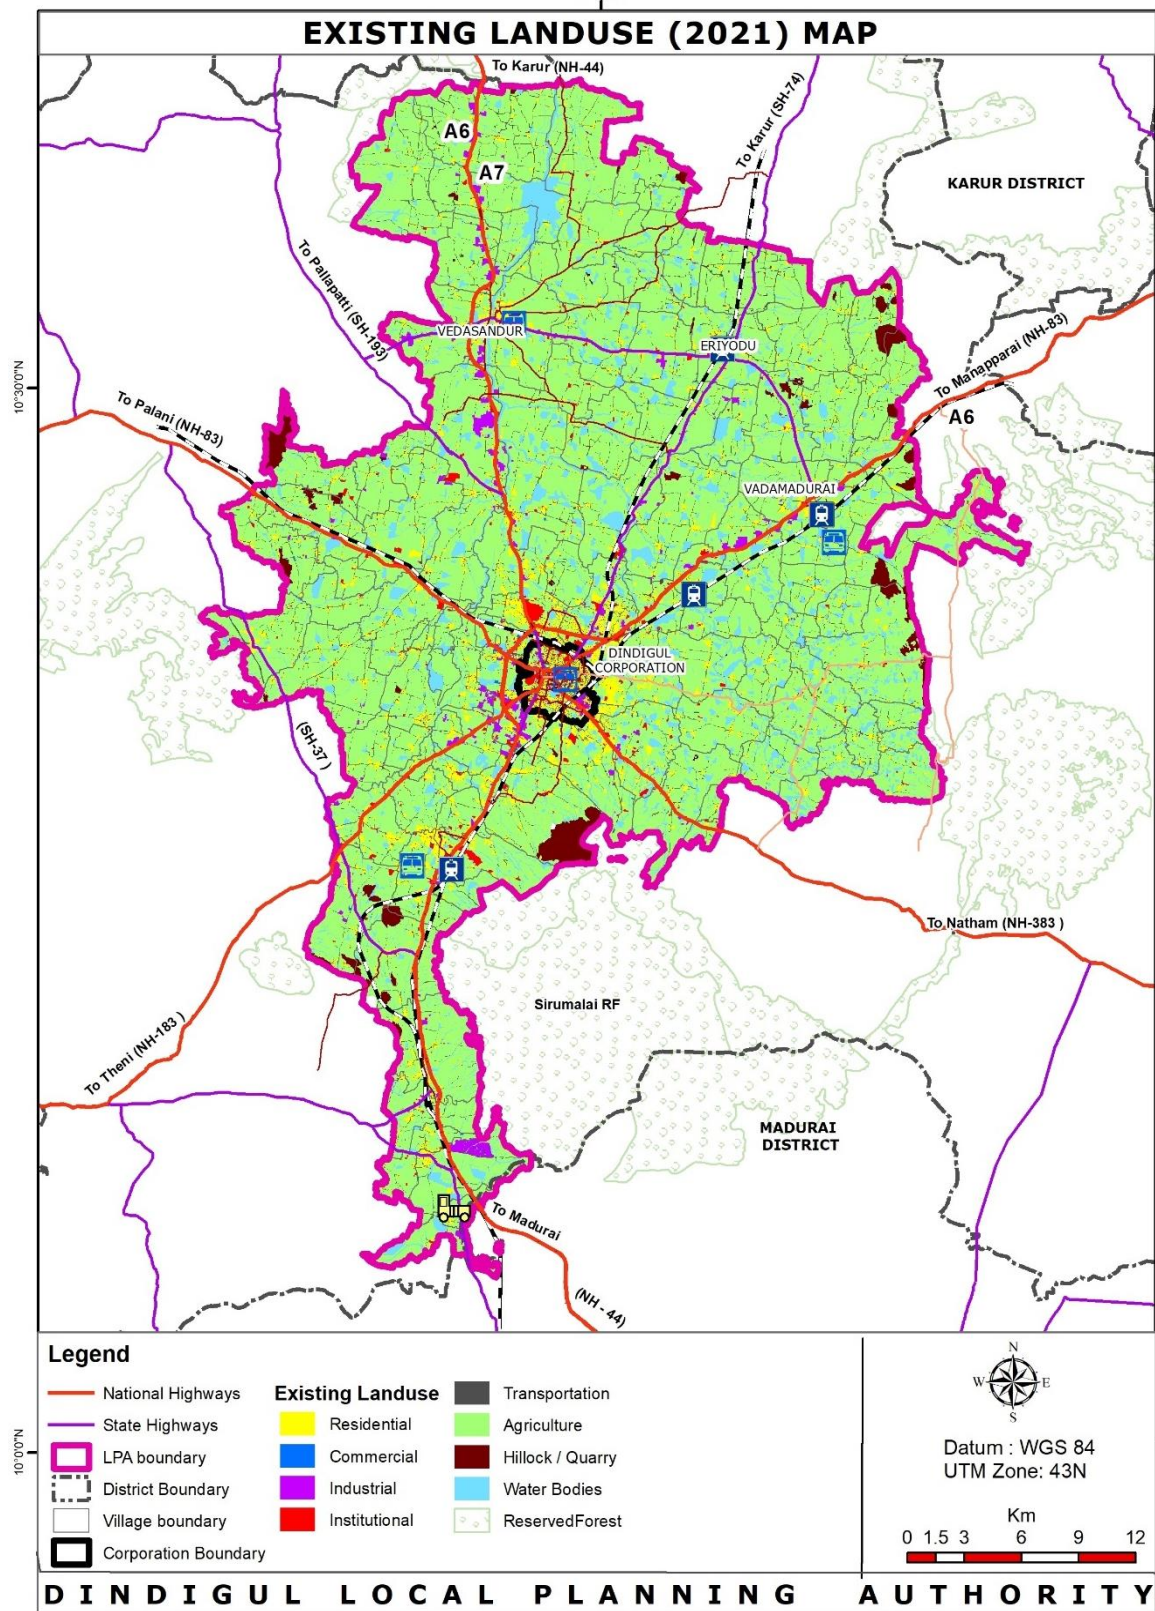 EXISTING LANDUSE (2021) MAP
To Karur (NH-44)
To Karur (SH-74)
A6
A7
KARUR DISTRICT
To Pallapatti (SH-193)
VEDASANDUR
ERIYODU
To Manapparai (NH-83)
10°30'0"N
To Palani (NH-83)
A6
VADAMADURAI
DINDIGUL
CORPORATION
(SH-37 )
To Natham (NH-383 )
Sirumalai RF
To Theni (NH-183 )
MADURAI
DISTRICT
To Madurai
(NH - 44)
Legend
National Highways
State Highways
LPA boundary
District Boundary
Village boundary
Corporation Boundary
Existing Landuse
Residential
Commercial
Industrial
Institutional
Transportation
Agriculture
Hillock / Quarry
Water Bodies
ReservedForest
N
W E
S
Datum : WGS 84
UTM Zone: 43N
Km
0 1.5 3 6 9 12
10°0'0"N
DINDIGUL LOCAL PLANNING AUTHORITY